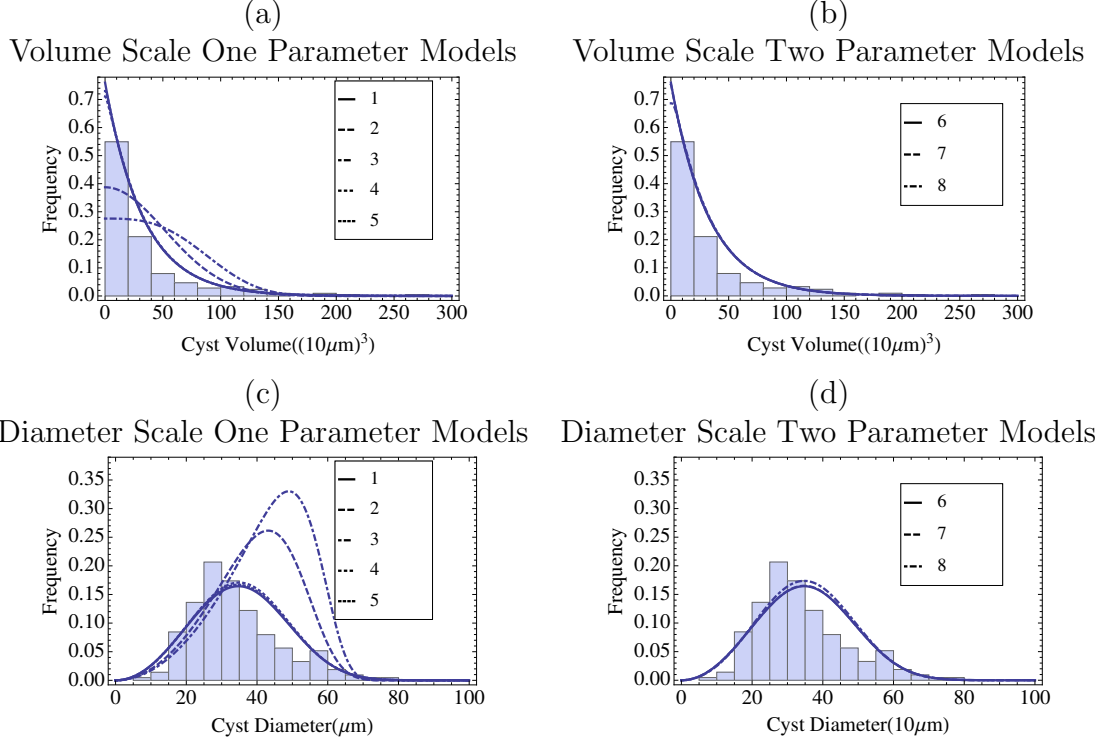 (a)
Volume Scale One Parameter Models
0.7
0.6
0.5
0.4
0.3
0.2
0.1
0.0
Frequency
1
2
3
4
5
0 50 100 150 200 250 300
Cyst Volume((10μm)³)
(b)
Volume Scale Two Parameter Models
0.7
0.6
0.5
0.4
0.3
0.2
0.1
0.0
Frequency
6
7
8
0 50 100 150 200 250 300
Cyst Volume((10μm)³)
(c)
Diameter Scale One Parameter Models
0.35
0.30
0.25
0.20
0.15
0.10
0.05
0.00
Frequency
1
2
3
4
5
0 20 40 60 80 100
Cyst Diameter(μm)
(d)
Diameter Scale Two Parameter Models
0.35
0.30
0.25
0.20
0.15
0.10
0.05
0.00
Frequency
6
7
8
0 20 40 60 80 100
Cyst Diameter(10μm)